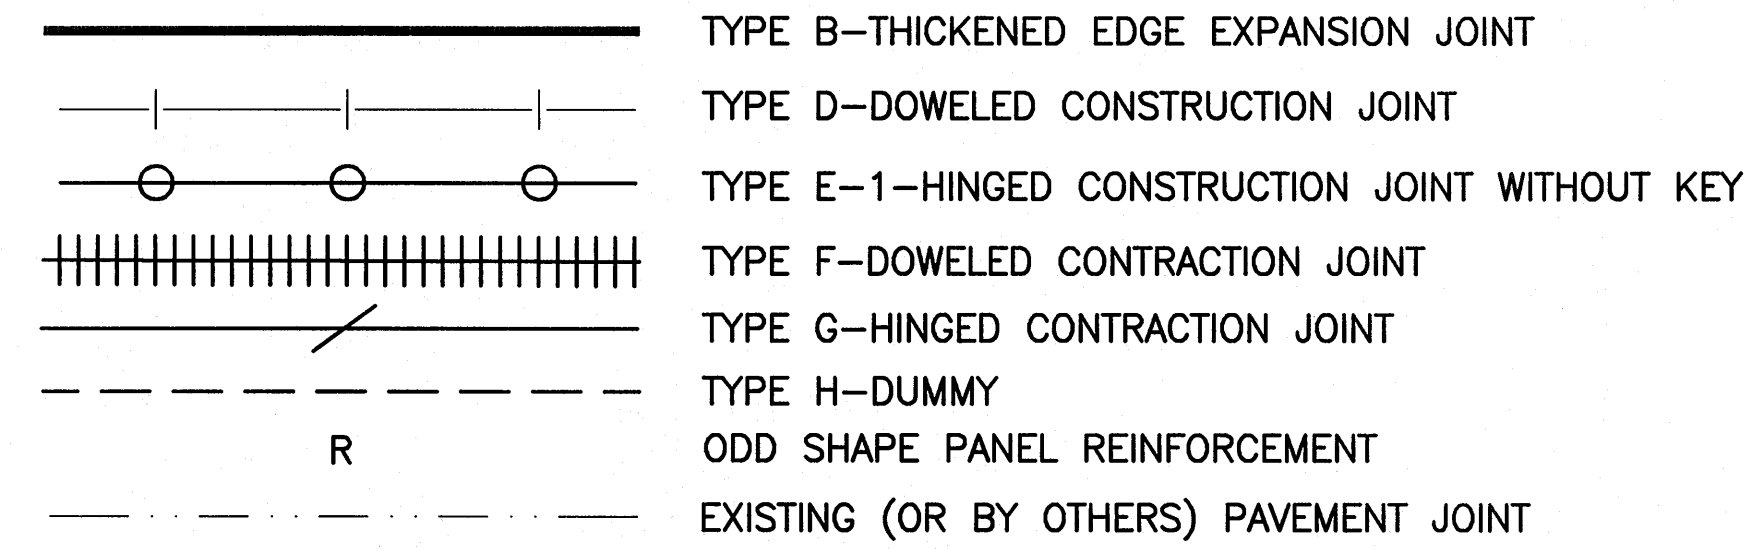 TYPE B-THICKENED EDGE EXPANSION JOINT
TYPE D-DOWELED CONSTRUCTION JOINT
TYPE E-1-HINGED CONSTRUCTION JOINT WITHOUT KEY
TYPE F-DOWELED CONTRACTION JOINT
TYPE G-HINGED CONTRACTION JOINT
TYPE H-DUMMY
R ODD SHAPE PANEL REINFORCEMENT
EXISTING (OR BY OTHERS) PAVEMENT JOINT